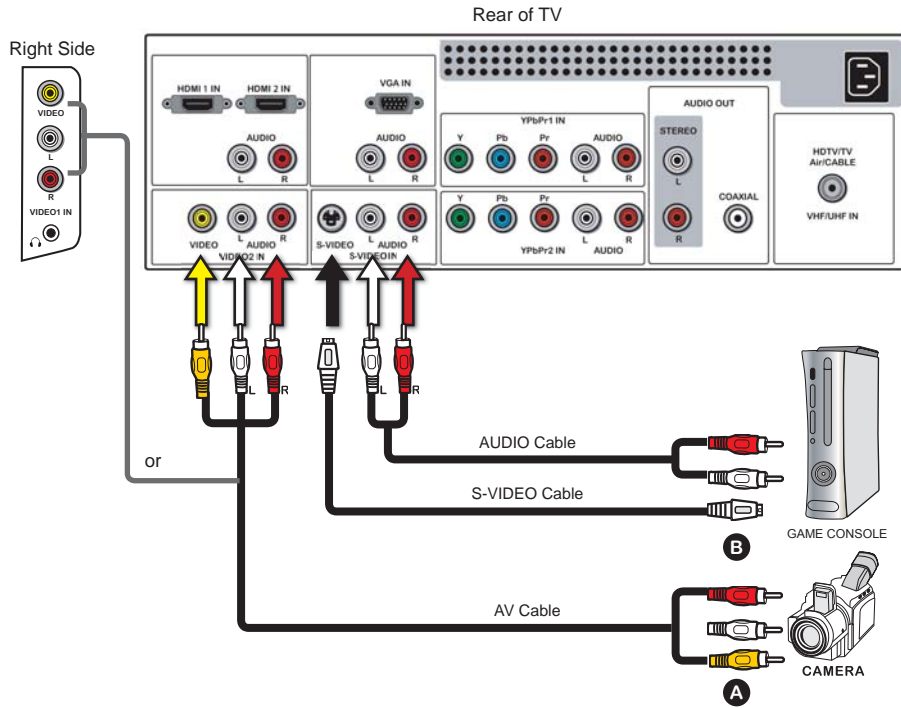 Rear of TV
Right Side
VIDEO
L
R
VIDEO1 IN
HDMI 1 IN
HDMI 2 IN
AUDIO
L
R
VGA IN
AUDIO
L
R
YPbPr1 IN
Y
Pb
Pr
AUDIO
L
R
AUDIO OUT
STEREO
L
R
COAXIAL
HDTV/TV
Air/CABLE
VHF/UHF IN
VIDEO
L
AUDIO
R
VIDEO2 IN
S-VIDEO
L
AUDIO
R
S-VIDEOIN
Y
Pb
Pr
L
R
YPbPr2 IN
AUDIO
L
R
L
R
or
AUDIO Cable
S-VIDEO Cable
B
GAME CONSOLE
AV Cable
A
CAMERA